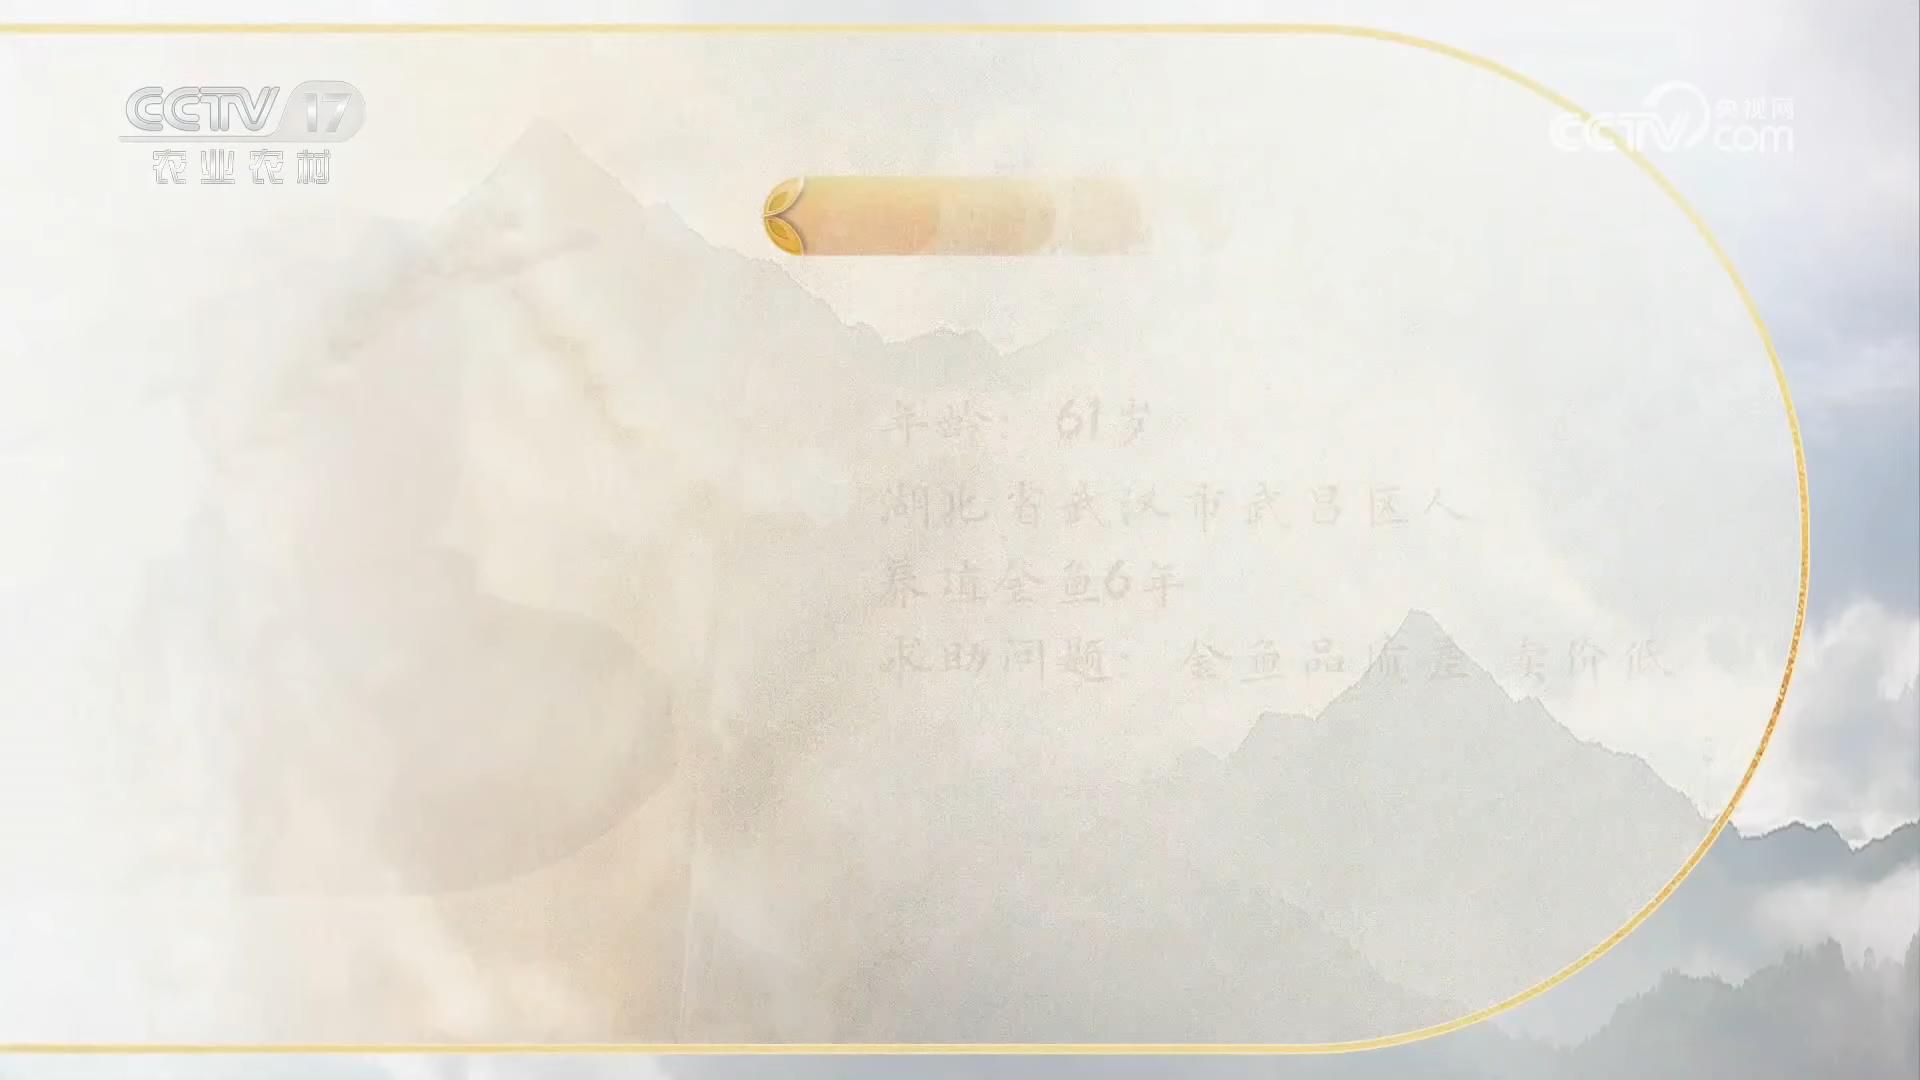 CCTV 17
农业农村
央视网
CCTV.com
年龄：61岁
湖北省武汉市武昌区人
养殖金鱼6年
求助问题：金鱼品质差 卖价低